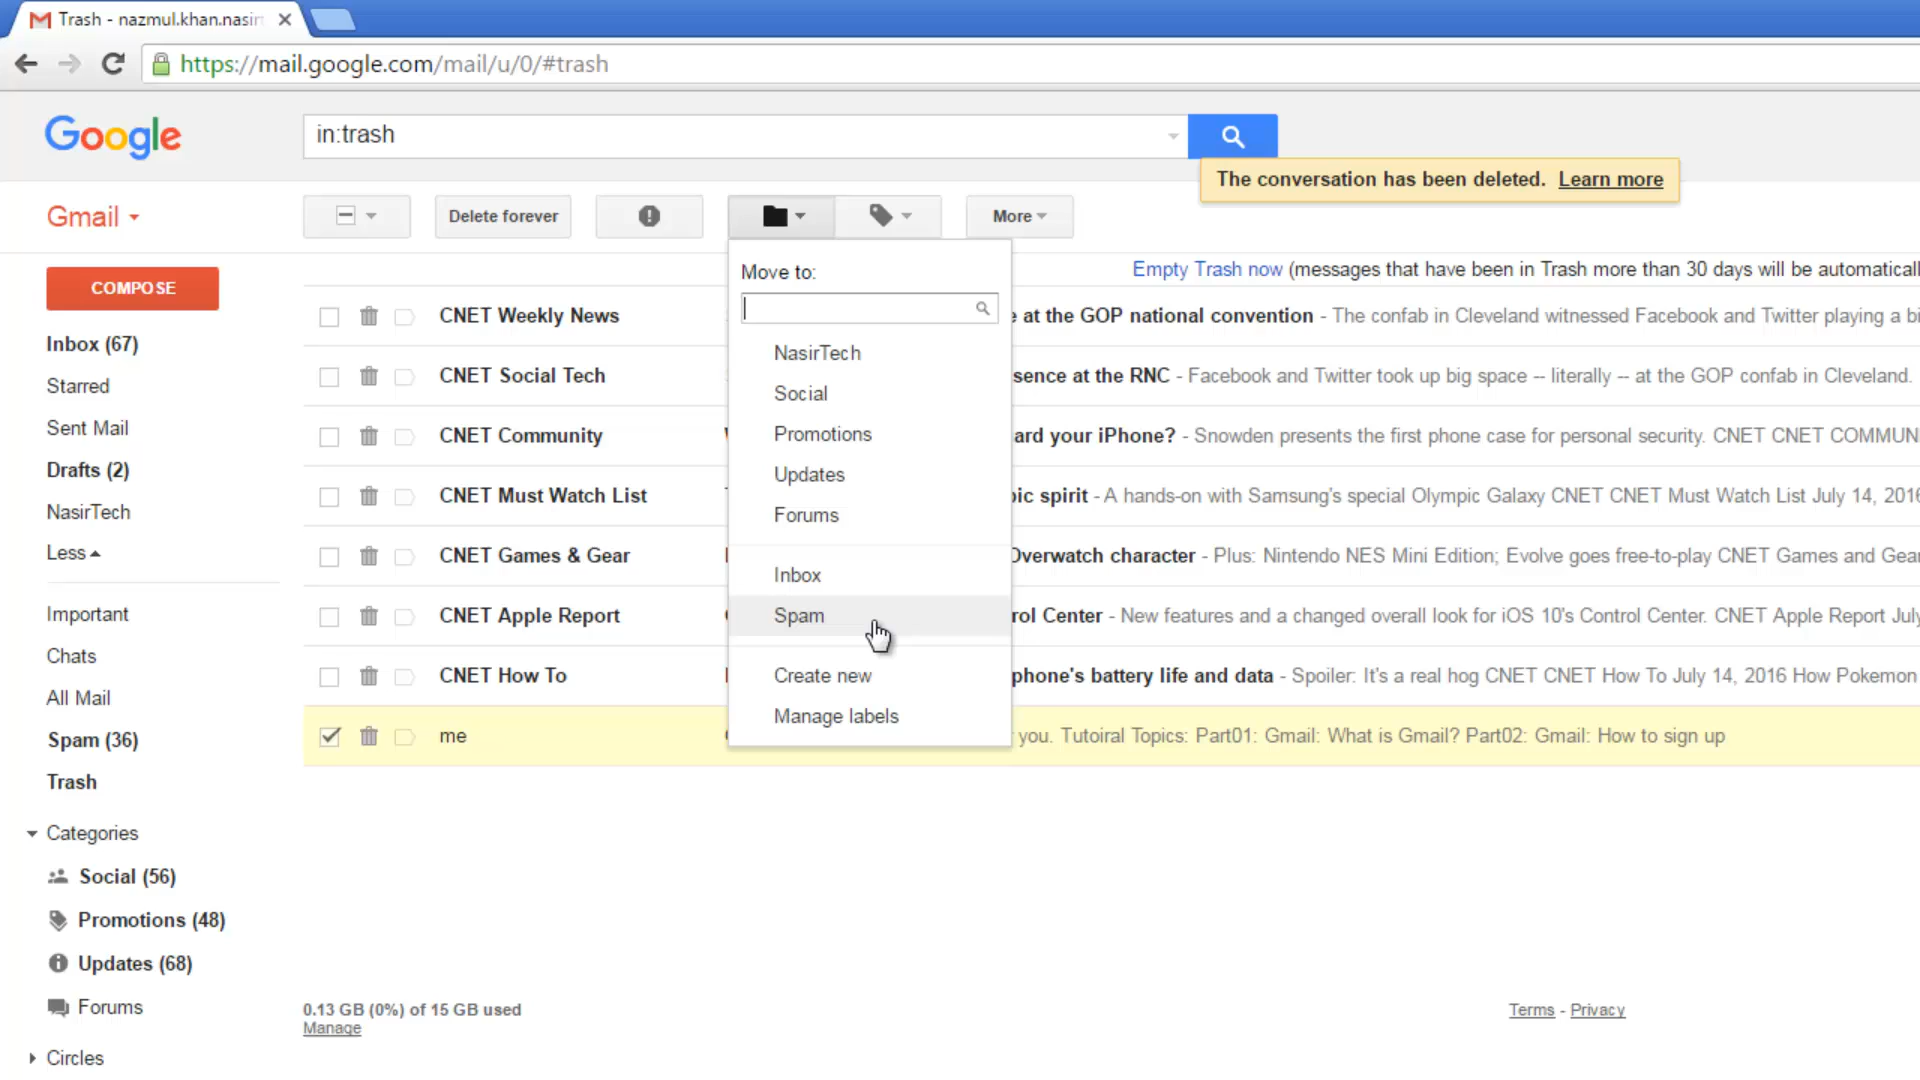 Trash - nazmul.khan.nasir
https://mail.google.com/mail/u/0/#trash
Google
in:trash
The conversation has been deleted. Learn more
Gmail
Delete forever
More
Move to:
Empty Trash now (messages that have been in Trash more than 30 days will be automaticall
COMPOSE
Inbox (67)
Starred
Sent Mail
Drafts (2)
NasirTech
Less
Important
Chats
All Mail
Spam (36)
Trash
Categories
Social (56)
Promotions (48)
Updates (68)
Forums
Circles
CNET Weekly News
at the GOP national convention - The confab in Cleveland witnessed Facebook and Twitter playing a bi
CNET Social Tech
sence at the RNC - Facebook and Twitter took up big space -- literally -- at the GOP confab in Cleveland.
CNET Community
ard your iPhone? - Snowden presents the first phone case for personal security. CNET CNET COMMUN
CNET Must Watch List
pic spirit - A hands-on with Samsung's special Olympic Galaxy CNET CNET Must Watch List July 14, 2016
CNET Games & Gear
Overwatch character - Plus: Nintendo NES Mini Edition; Evolve goes free-to-play CNET Games and Gear
CNET Apple Report
rol Center - New features and a changed overall look for iOS 10's Control Center. CNET Apple Report July
CNET How To
phone's battery life and data - Spoiler: It's a real hog CNET CNET How To July 14, 2016 How Pokemon
me
you. Tutoiral Topics: Part01: Gmail: What is Gmail? Part02: Gmail: How to sign up
NasirTech
Social
Promotions
Updates
Forums
Inbox
Spam
Create new
Manage labels
0.13 GB (0%) of 15 GB used
Manage
Terms - Privacy